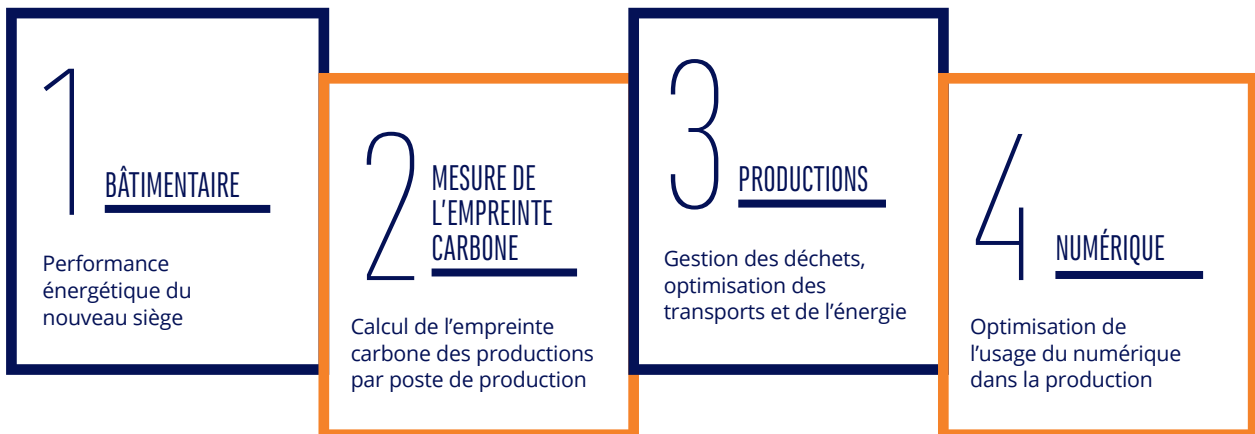 1
BÂTIMENTAIRE
Performance
énergétique du
nouveau siège
2
MESURE DE
L’EMPREINTE
CARBONE
Calcul de l’empreinte
carbone des productions
par poste de production
3
PRODUCTIONS
Gestion des déchets,
optimisation des
transports et de l’énergie
4
NUMÉRIQUE
Optimisation de
l’usage du numérique
dans la production